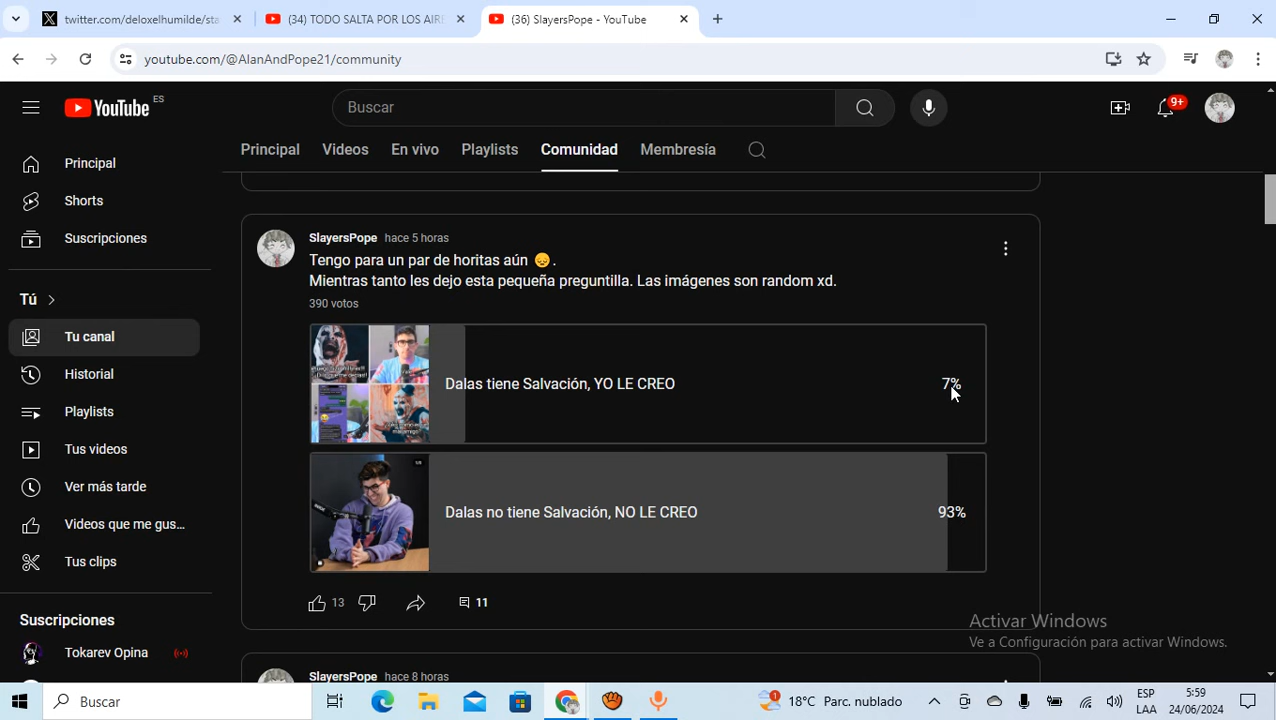 twitter.com/deloxelhumilde/sta
(34) TODO SALTA POR LOS AIRE
(36) SlayersPope - YouTube
youtube.com/@AlanAndPope21/community
YouTube ES
Buscar
9+
Principal Videos En vivo Playlists Comunidad Membresía
Principal
Shorts
Suscripciones
Tú
Tu canal
Historial
Playlists
Tus videos
Ver más tarde
Videos que me gus...
Tus clips
Suscripciones
Tokarev Opina
SlayersPope hace 5 horas
Tengo para un par de horitas aún 😞.
Mientras tanto les dejo esta pequeña preguntilla. Las imágenes son random xd.
390 votos
Dalas tiene Salvación, YO LE CREO 7%
Dalas no tiene Salvación, NO LE CREO 93%
13 11
SlayersPope hace 8 horas
Activar Windows
Ve a Configuración para activar Windows.
Buscar
18°C Parc. nublado
ESP
LAA
5:59
24/06/2024